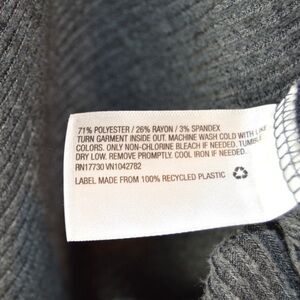 71% POLYESTER / 26% RAYON / 3% SPANDEX
TURN GARMENT INSIDE OUT. MACHINE WASH COLD WITH LIKE
COLORS. ONLY NON-CHLORINE BLEACH IF NEEDED. TUMBLE
DRY LOW. REMOVE PROMPTLY. COOL IRON IF NEEDED.
RN17730 VN1042782
LABEL MADE FROM 100% RECYCLED PLASTIC